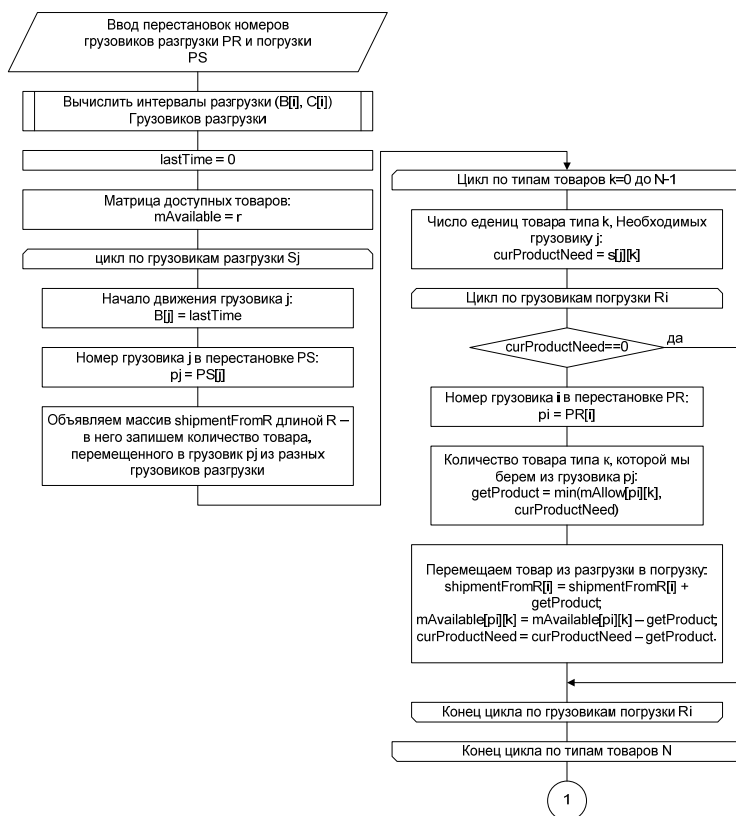 Ввод перестановок номеров
грузовиков разгрузки PR и погрузки
PS
Вычислить интервалы разгрузки (B[i], C[i])
Грузовиков разгрузки
lastTime = 0
Матрица доступных товаров:
mAvailable = r
цикл по грузовикам разгрузки Sj
Начало движения грузовика j:
B[j] = lastTime
Номер грузовика j в перестановке PS:
pj = PS[j]
Объявляем массив shipmentFromR длиной R –
в него запишем количество товара,
перемещенного в грузовик pj из разных
грузовиков разгрузки
Цикл по типам товаров k=0 до N-1
Число едениц товара типа k, Необходимых
грузовику j:
curProductNeed = s[j][k]
Цикл по грузовикам погрузки Ri
curProductNeed==0
да
Номер грузовика i в перестановке PR:
pi = PR[i]
Количество товара типа к, которой мы
берем из грузовика pj:
getProduct = min(mAllow[pi][k],
curProductNeed)
Перемещаем товар из разгрузки в погрузку:
shipmentFromR[i] = shipmentFromR[i] +
getProduct;
mAvailable[pi][k] = mAvailable[pi][k] – getProduct;
curProductNeed = curProductNeed – getProduct.
Конец цикла по грузовикам погрузки Ri
Конец цикла по типам товаров N
1